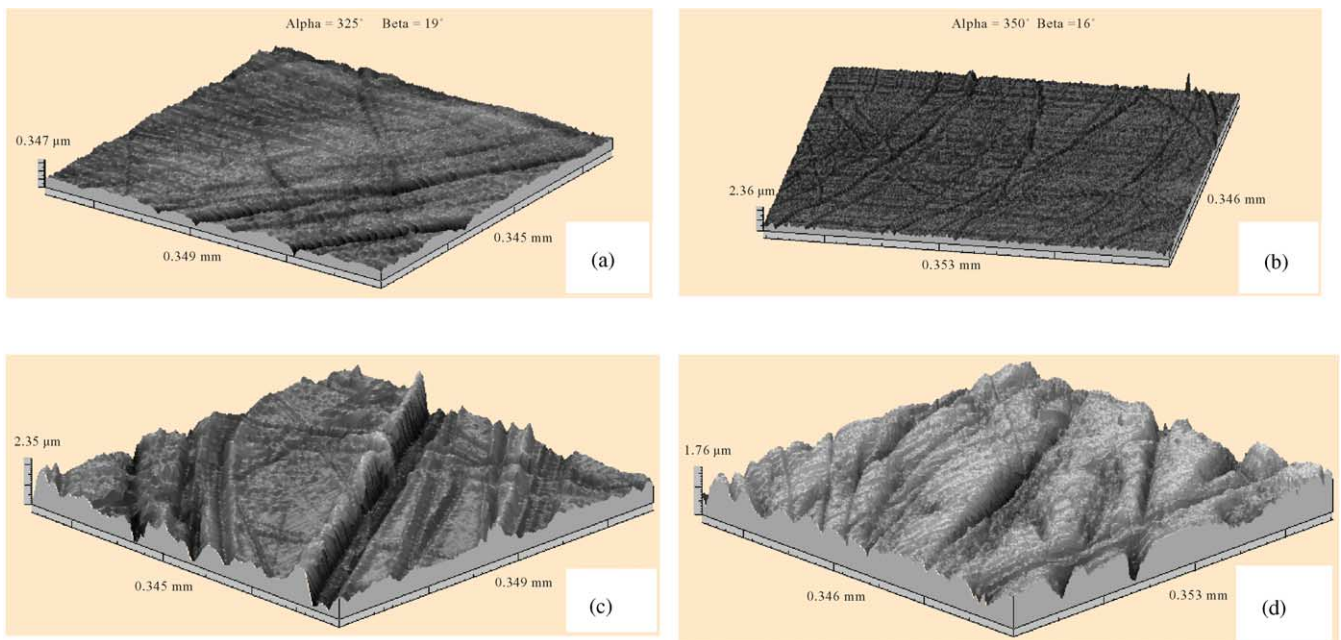 Alpha = 325° Beta = 19°
0.347 µm
0.349 mm
0.345 mm
(a)
Alpha = 350° Beta =16°
2.36 µm
0.353 mm
0.346 mm
(b)
2.35 µm
0.345 mm
0.349 mm
(c)
1.76 µm
0.346 mm
0.353 mm
(d)